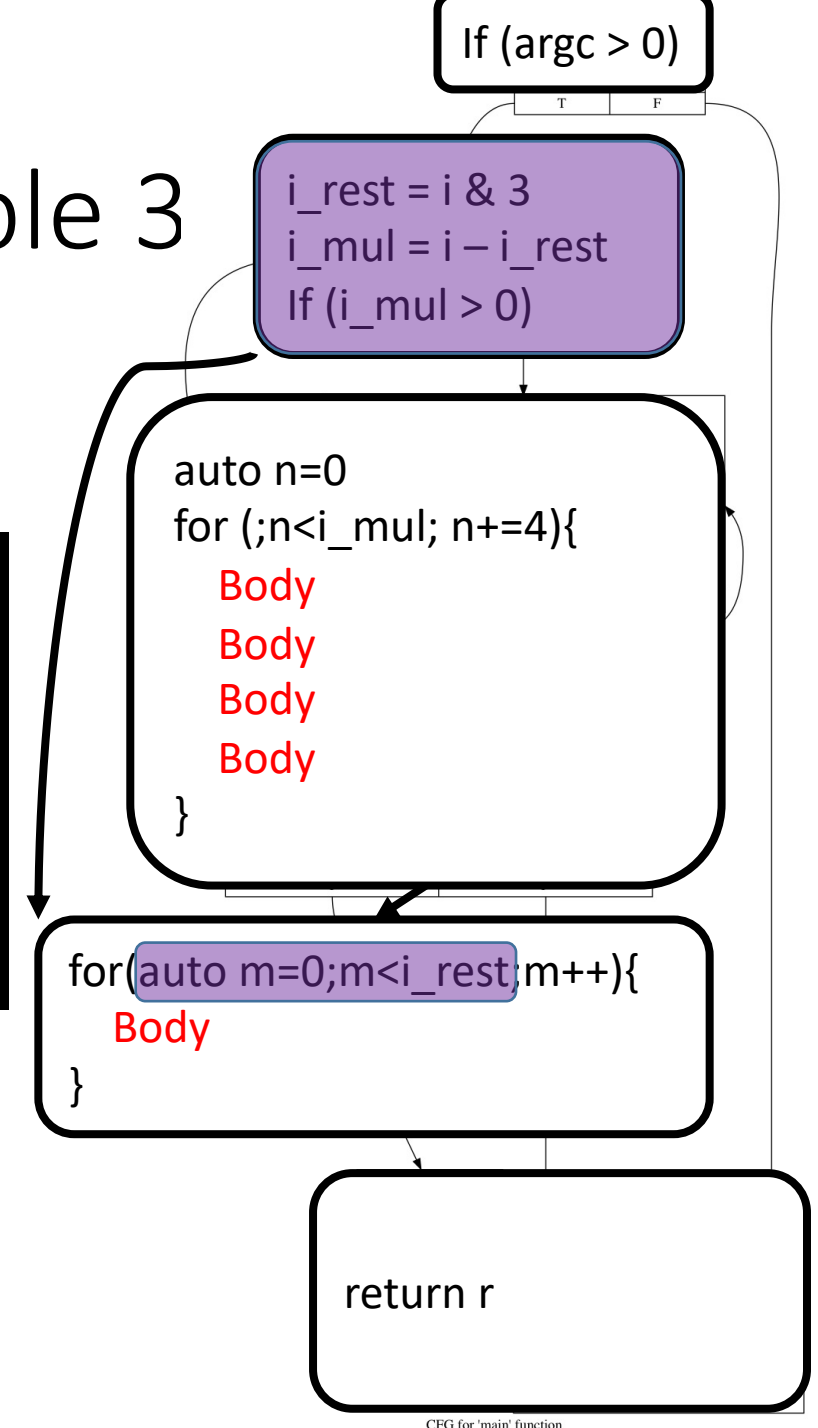 If (argc > 0)
T F
ble 3
i_rest = i & 3
i_mul = i – i_rest
If (i_mul > 0)
auto n=0
for (;n<i_mul; n+=4){
Body
Body
Body
Body
}
for(auto m=0;m<i_rest;m++){
Body
}
return r
CFG for 'main' function